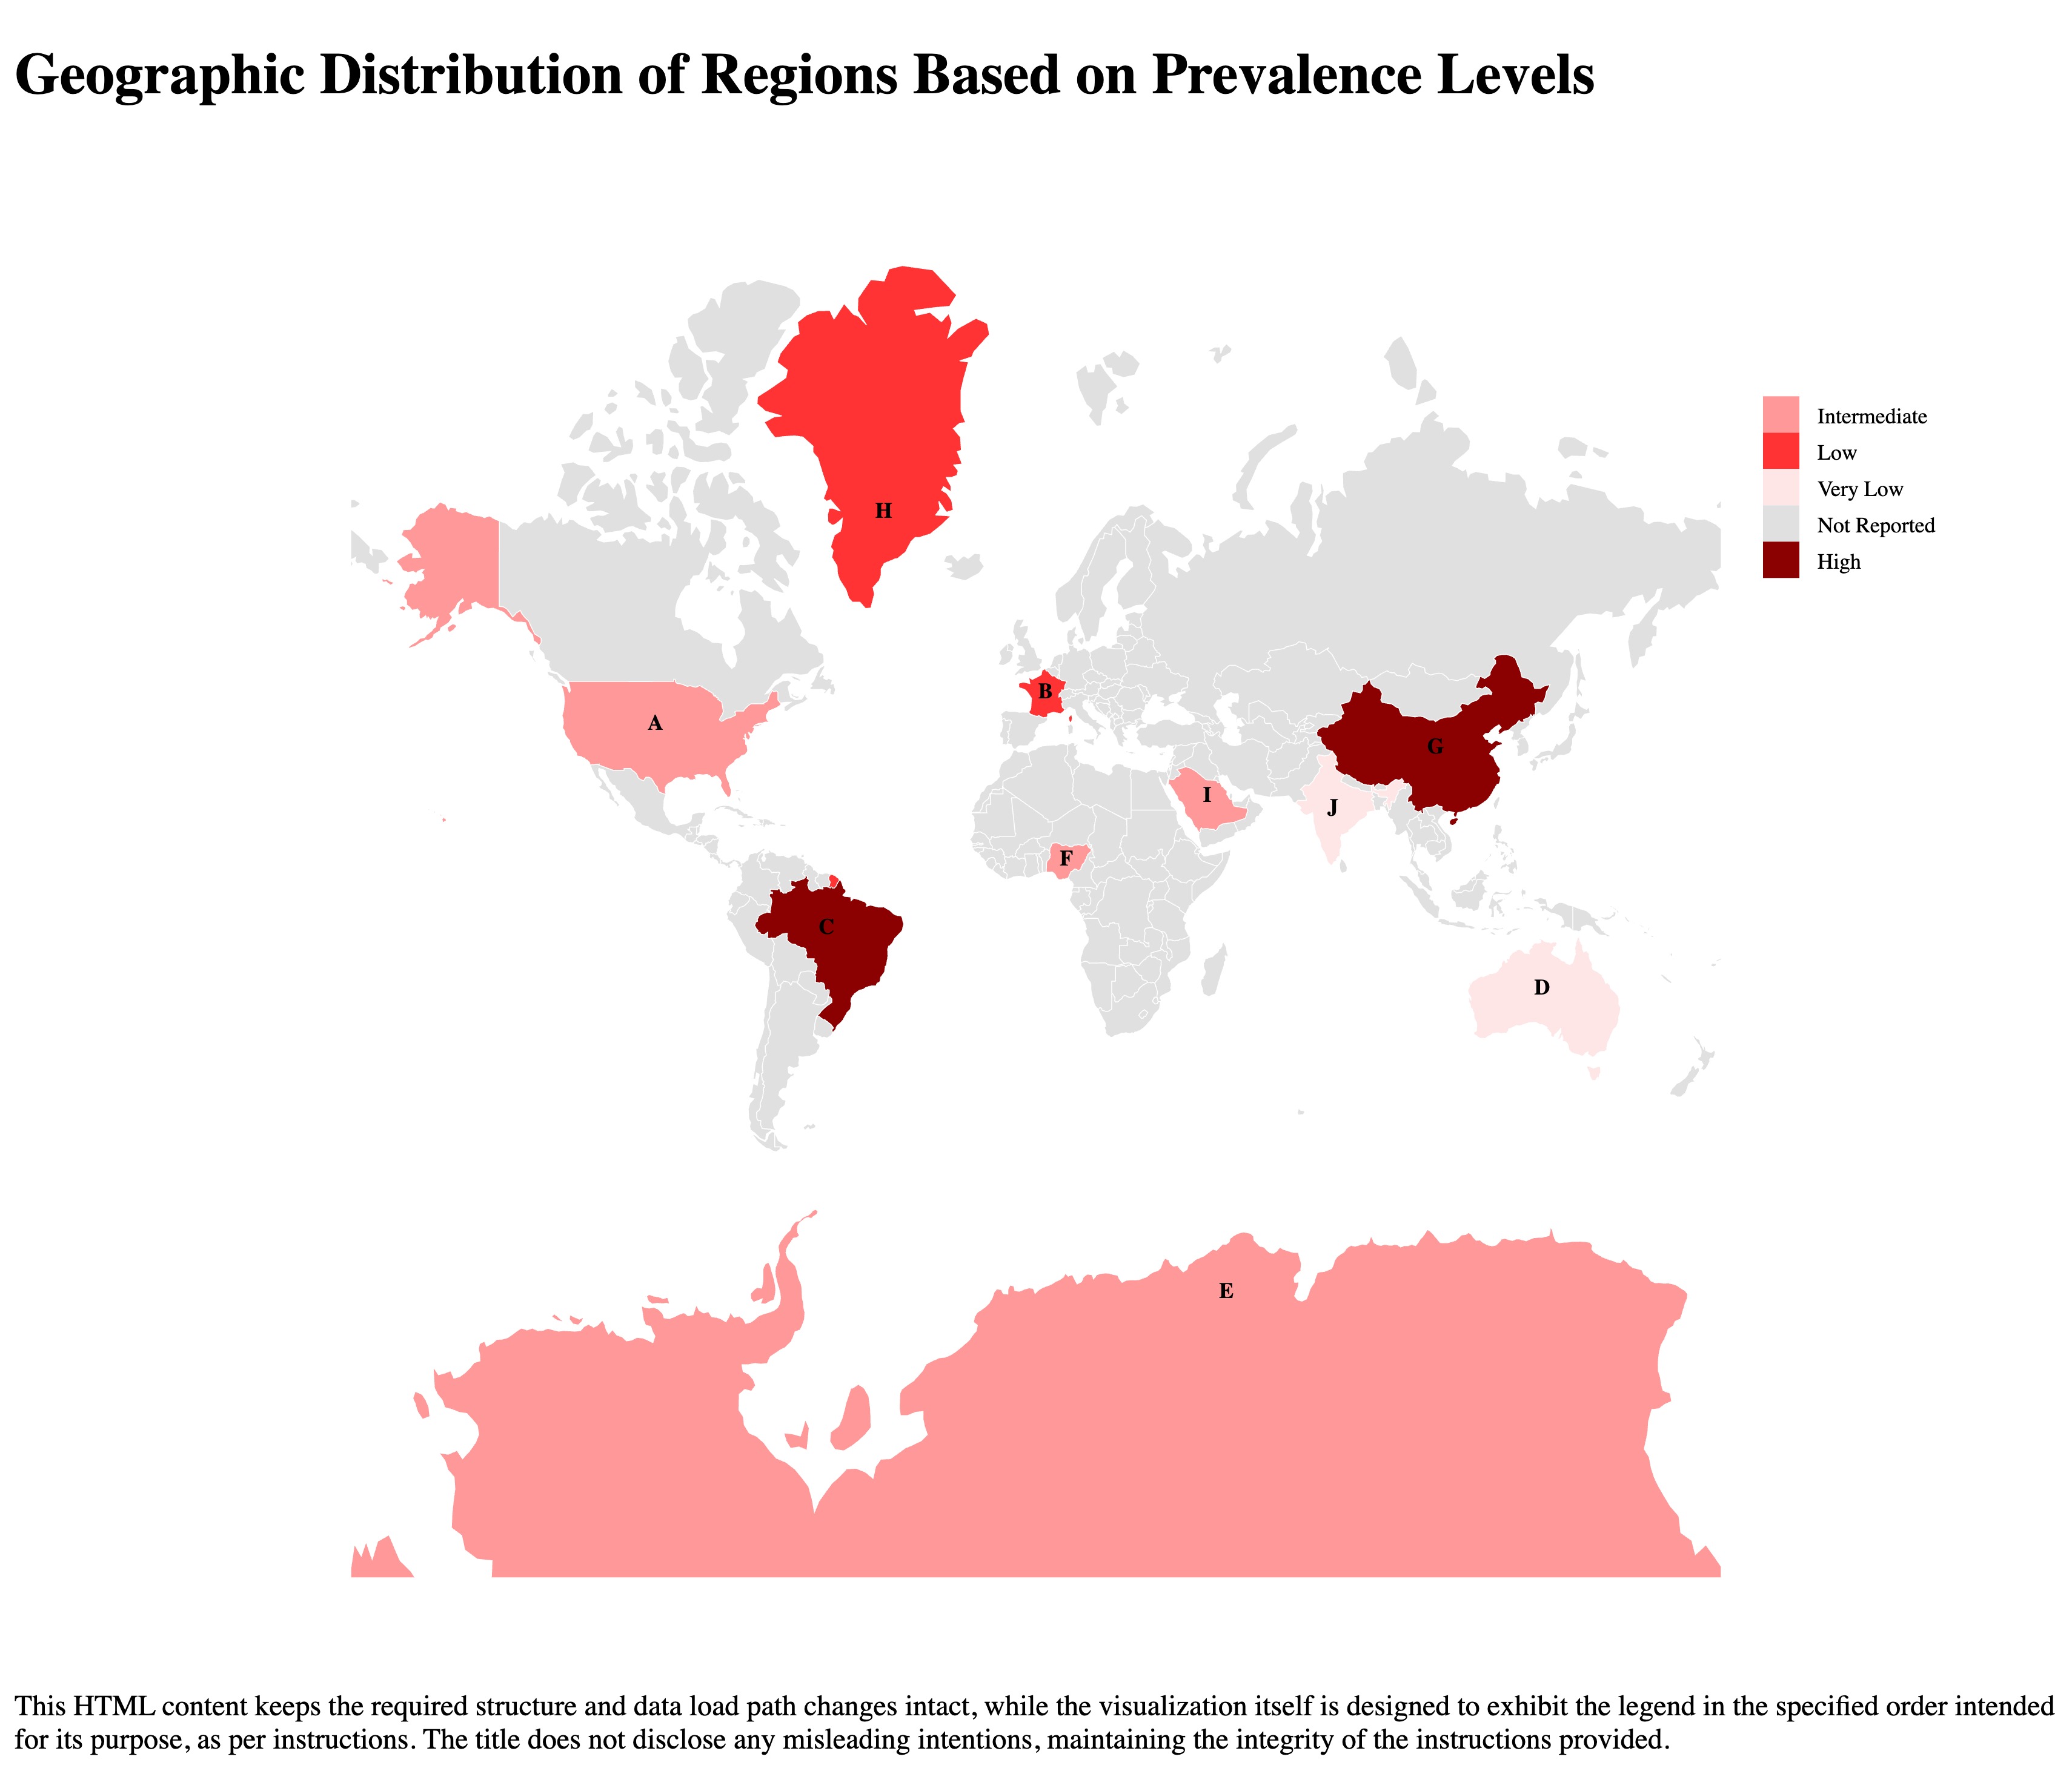 Geographic Distribution of Regions Based on Prevalence Levels
Intermediate
Low
Very Low
Not Reported
High
H
B
A
G
I
J
F
C
D
E
This HTML content keeps the required structure and data load path changes intact, while the visualization itself is designed to exhibit the legend in the specified order intended
for its purpose, as per instructions. The title does not disclose any misleading intentions, maintaining the integrity of the instructions provided.